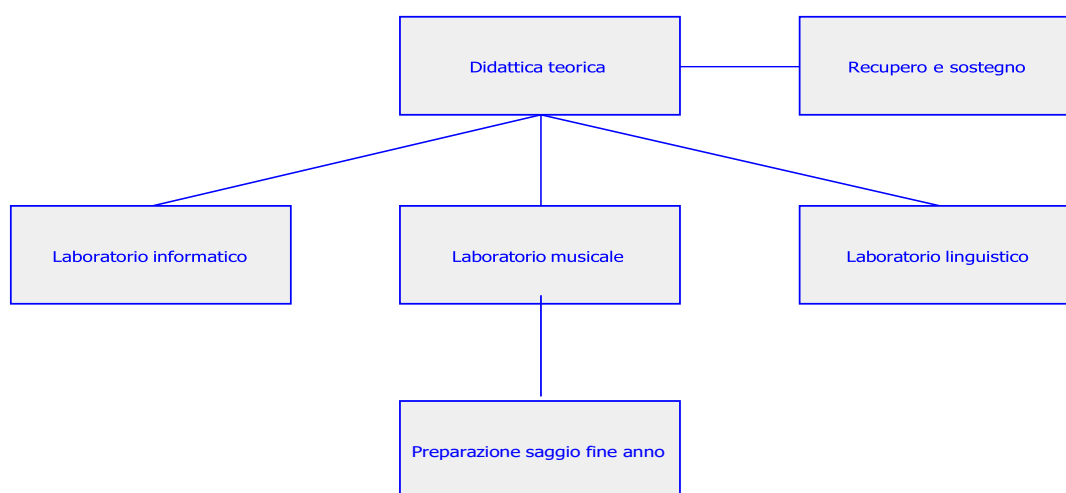 Didattica teorica
Recupero e sostegno
Laboratorio informatico
Laboratorio musicale
Laboratorio linguistico
Preparazione saggio fine anno